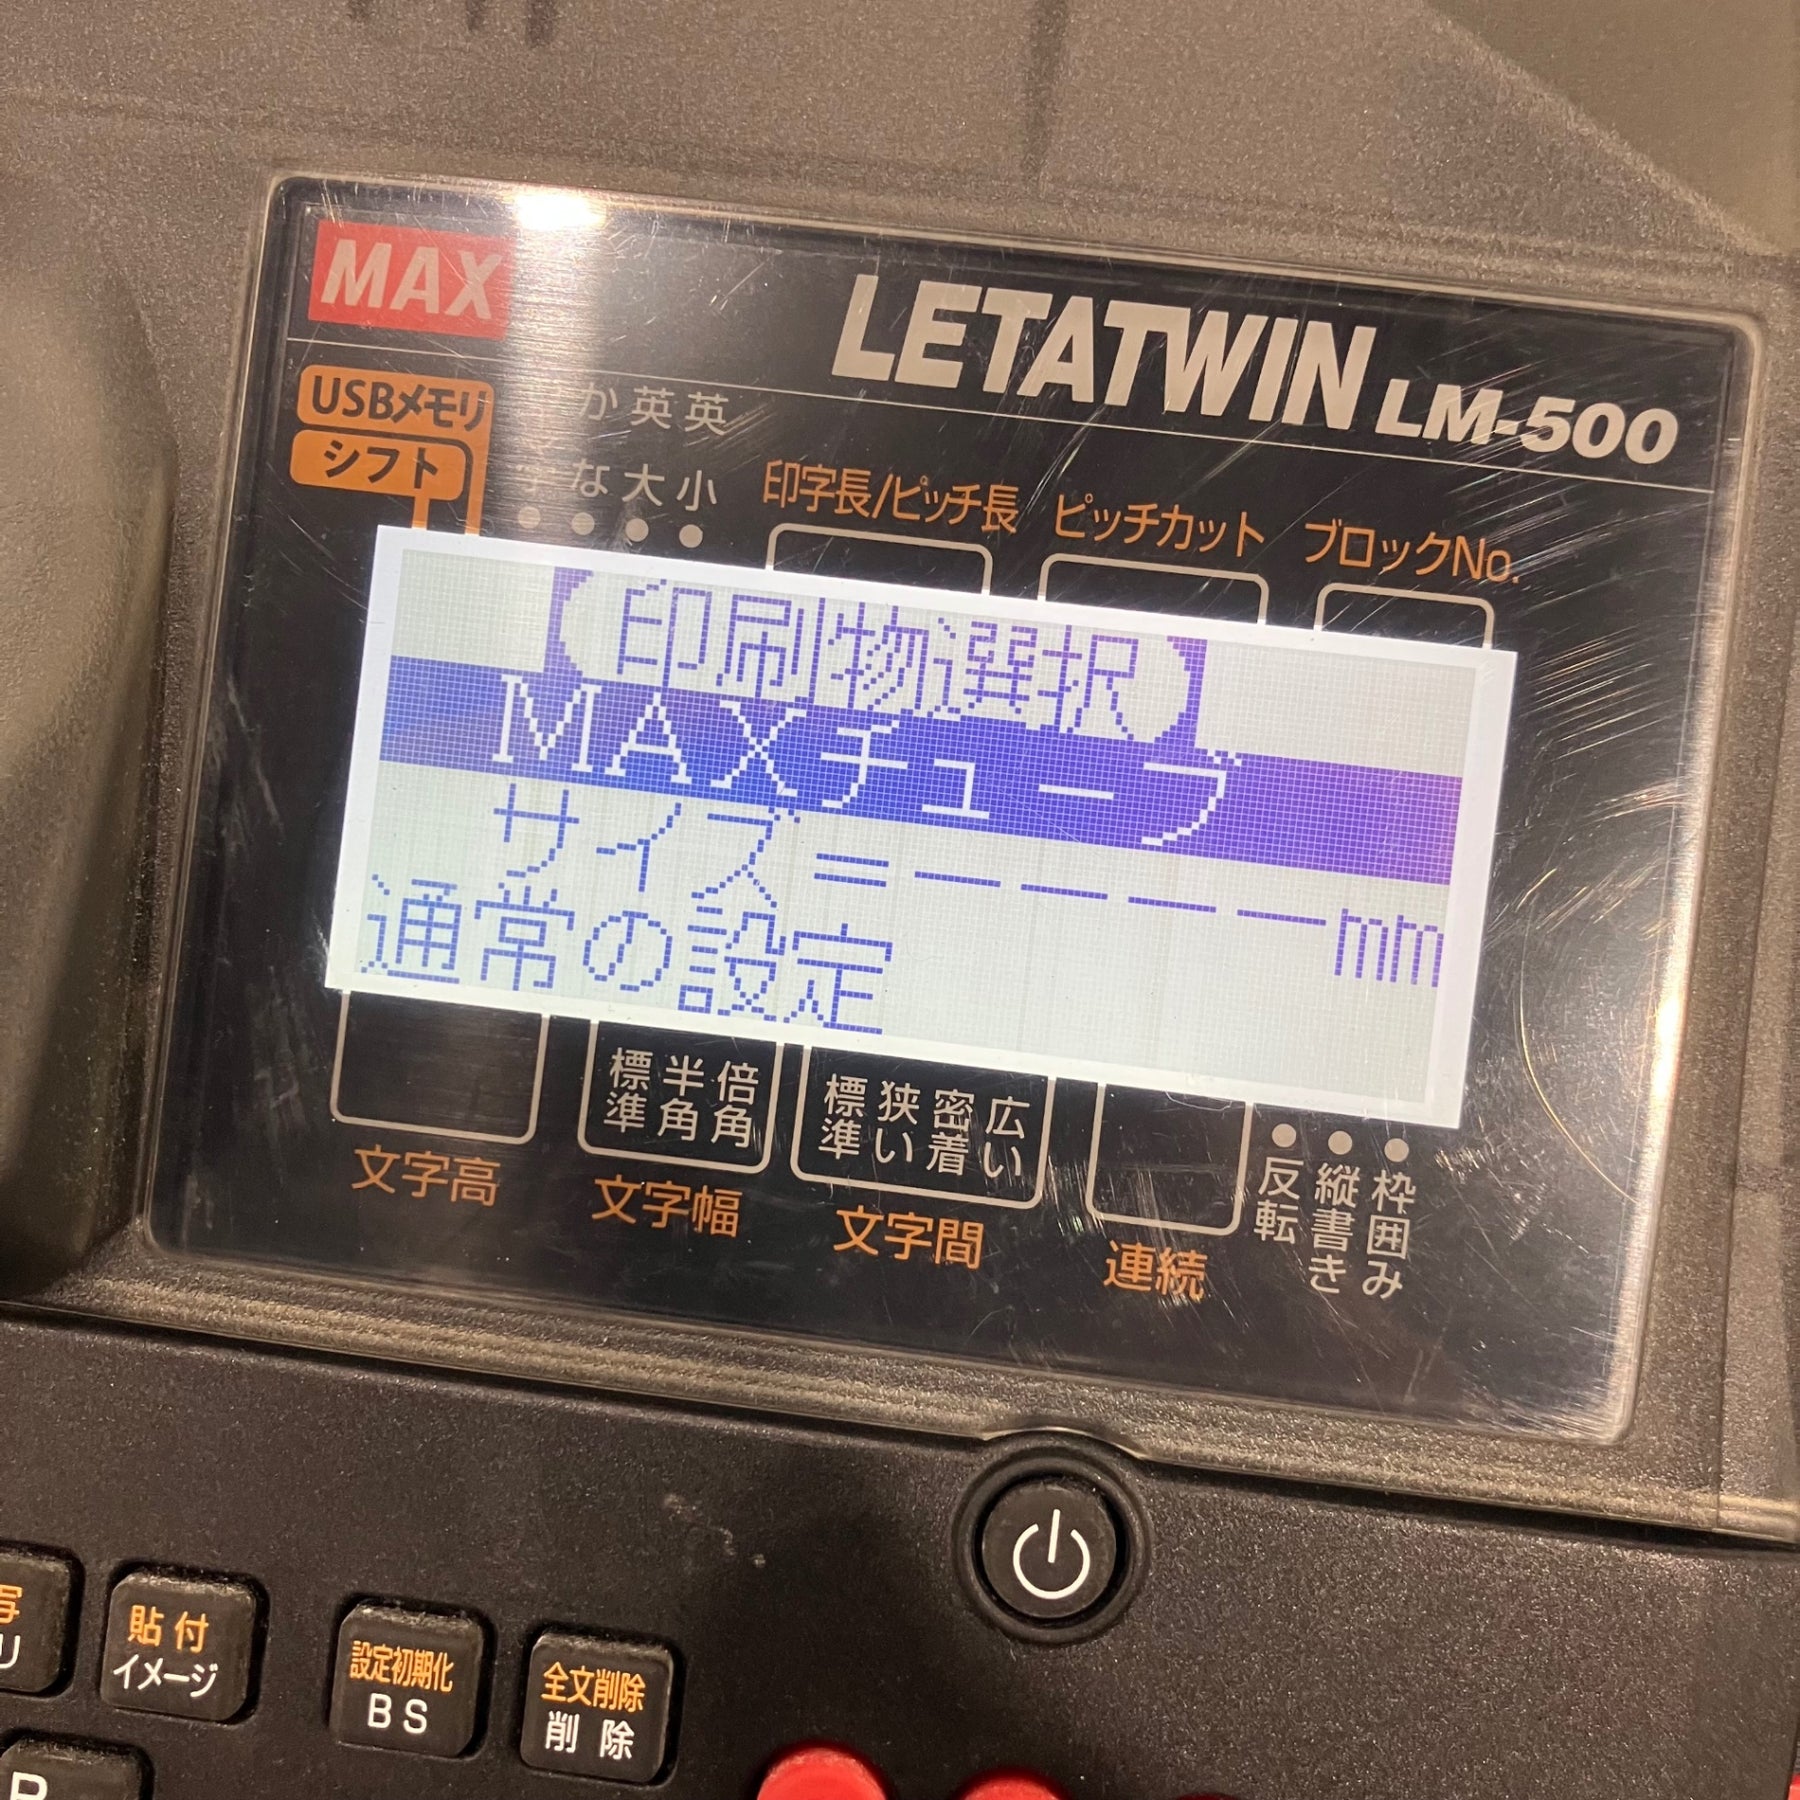 MAX
LETATWIN LM-500
USBメモリ
シフト
かな
英大
英小
印字長/ピッチ長
ピッチカット
ブロックNo.
【印刷物選択】
MAXチューブ
サイズ=ーーーーmm
通常の設定
標準
半角
倍角
標準
狭い
密着
広い
反転
縦書き
枠囲み
文字高
文字幅
文字間
連続
貼付
イメージ
設定初期化
BS
全文削除
削除